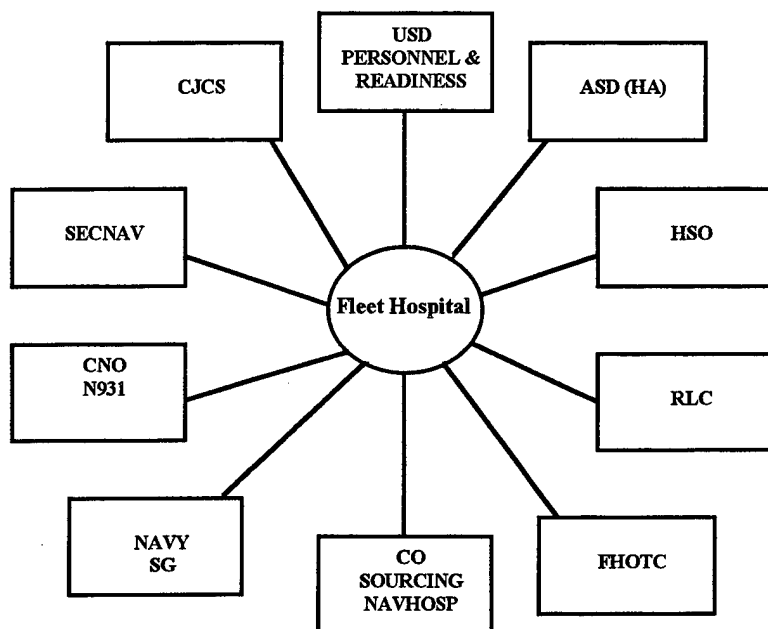 USD
PERSONNEL &
READINESS
CJCS
ASD (HA)
SECNAV
HSO
Fleet Hospital
CNO
N931
RLC
NAVY
SG
CO
SOURCING
NAVHOSP
FHOTC